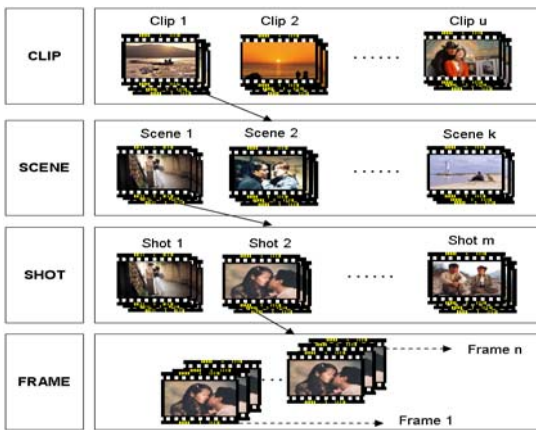 CLIP
Clip 1 Clip 2 ...... Clip u
SCENE
Scene 1 Scene 2 ...... Scene k
SHOT
Shot 1 Shot 2 ...... Shot m
FRAME
... Frame n
Frame 1